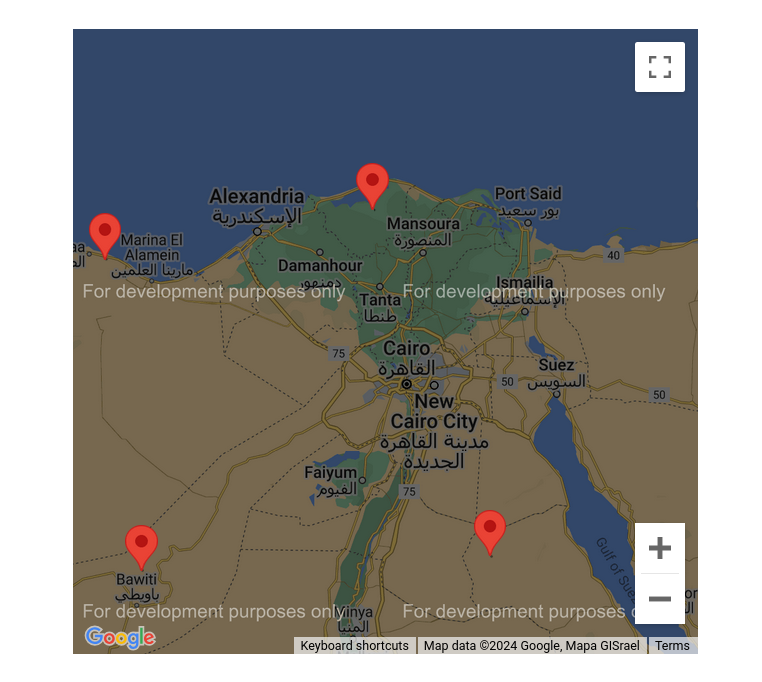 Alexandria
الإسكندرية
Port Said
بور سعيد
Mansoura
المنصورة
Marina El
Alamein
مارينا العلمين
40
Damanhour
دمنهور
For development purposes only
For development purposes only
Ismailia
الإسماعيلية
Tanta
طنطا
75
Cairo
القاهرة
Suez
السويس
50
50
New
Cairo City
مدينة القاهرة
الجديدة
Faiyum
الفيوم
75
Gulf of Suez
Bawiti
باويطي
For development purposes only
For development purposes
Minya
المنيا
Google
Keyboard shortcuts
Map data ©2024 Google, Mapa GISrael
Terms